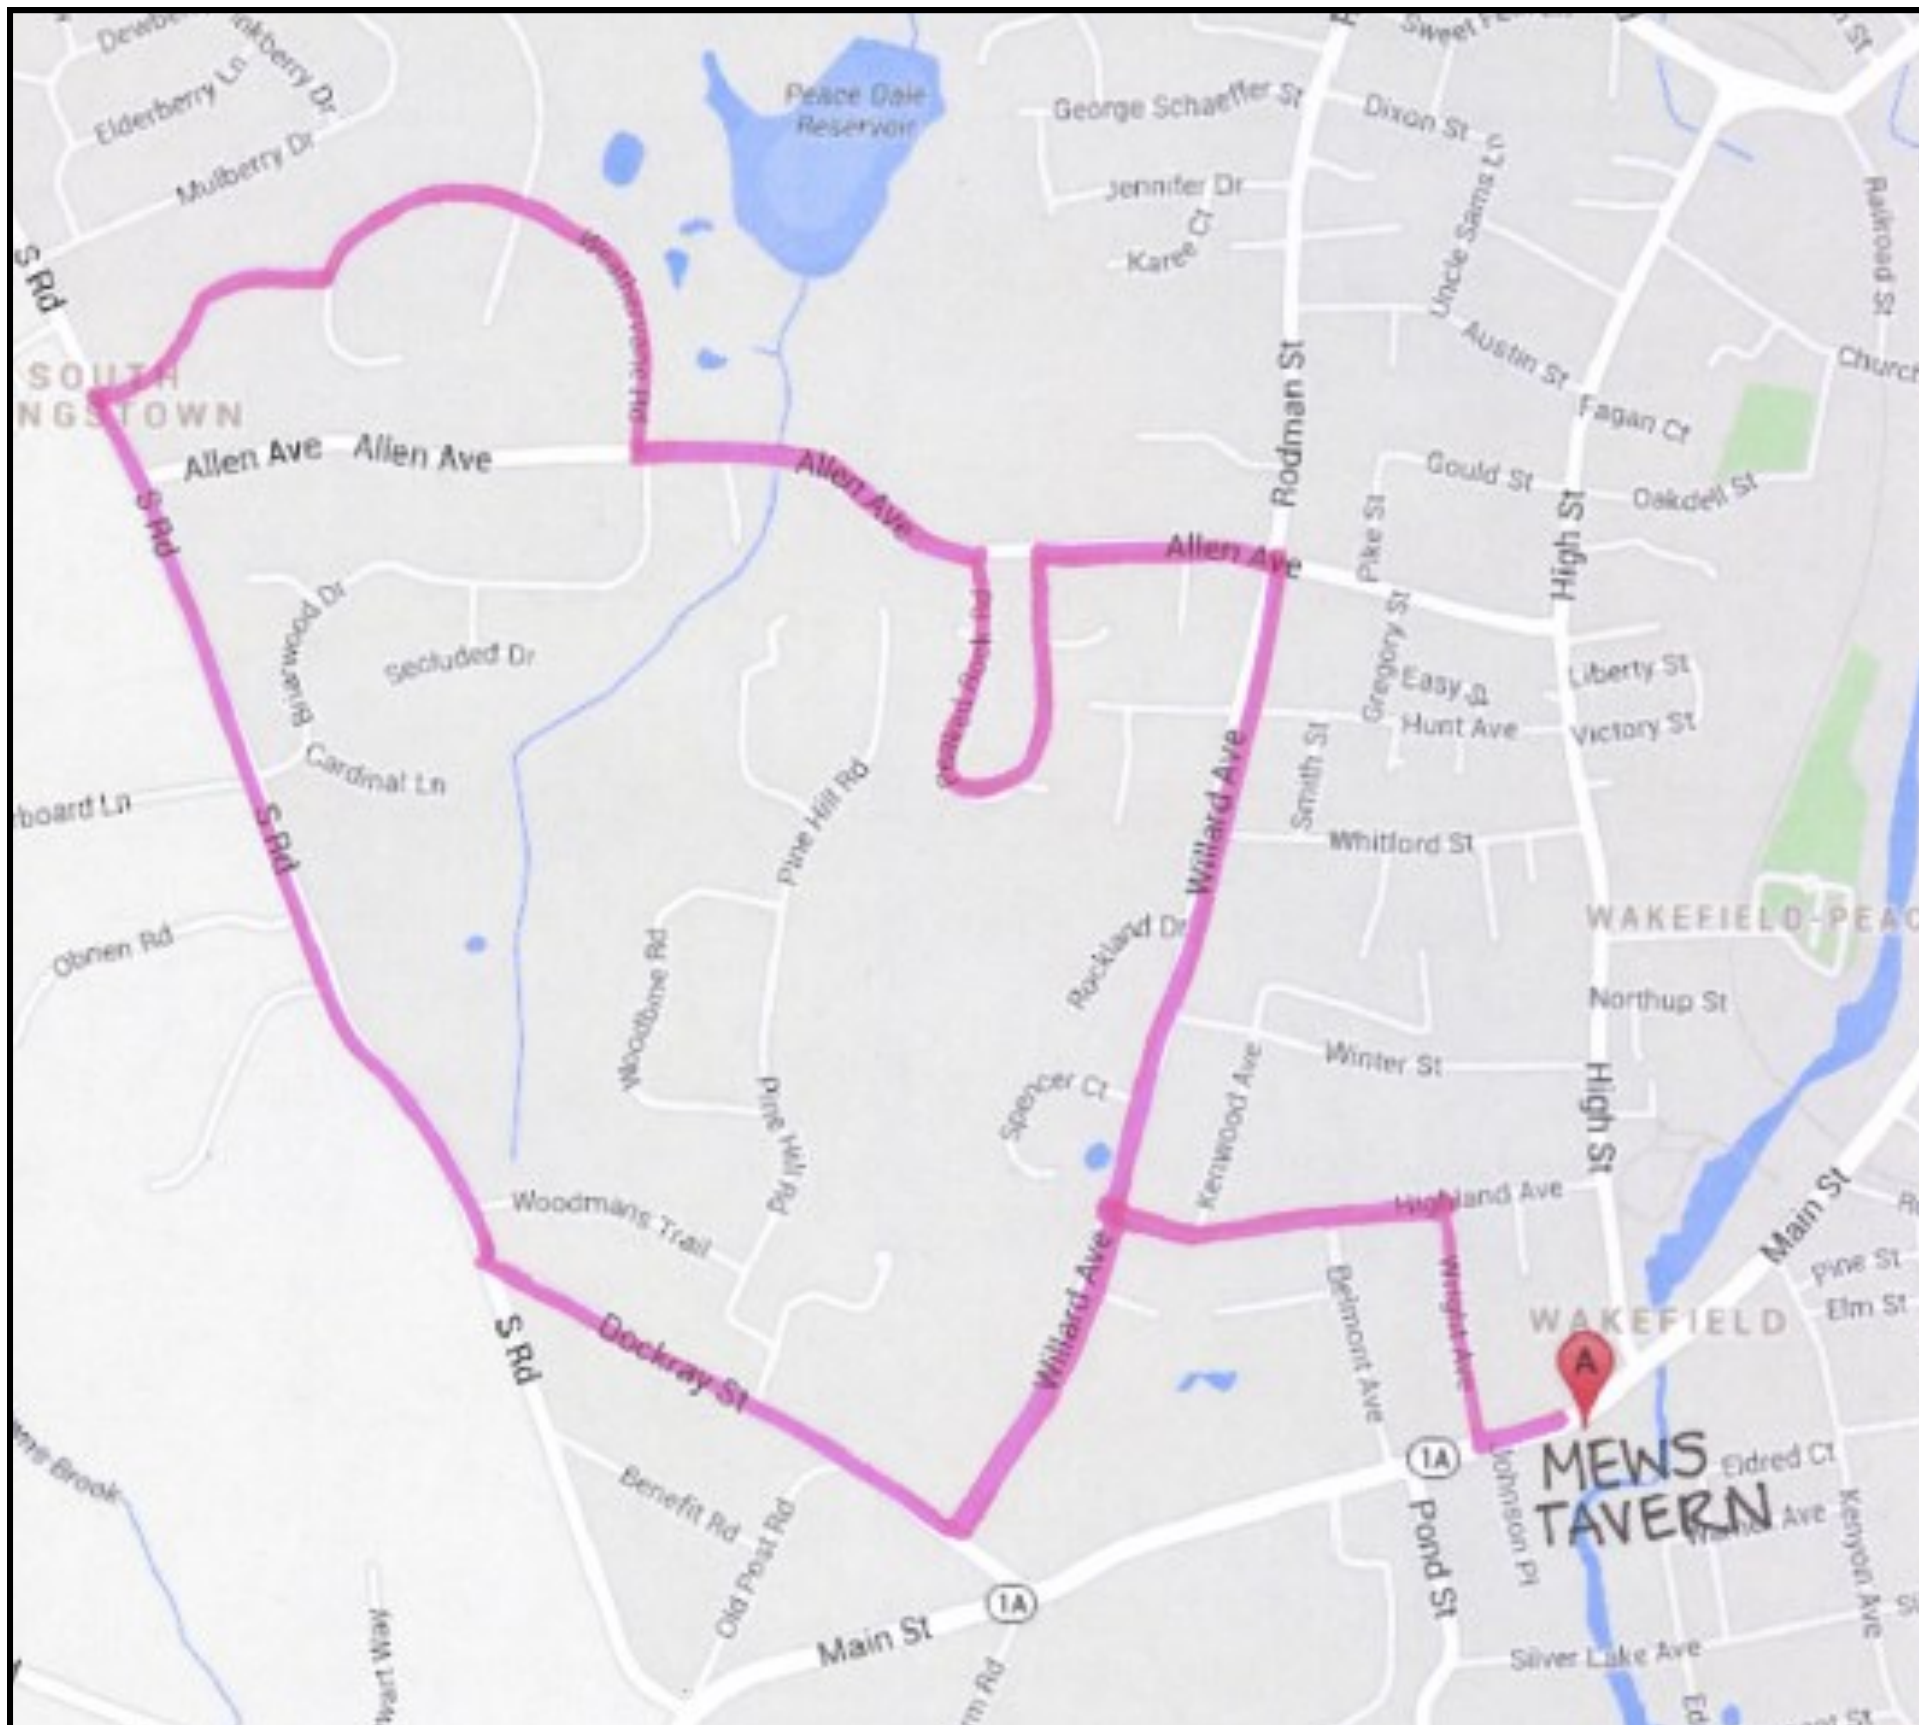 Elderberry Ln
Mulberry Dr
S Rd
SOUTH
NGSTOWN
Peace Dale
Reservoir
George Schaeffer St
Dixon St
Jennifer Dr
Karee Ct
Uncle Sams Ln
Railroad St
Austin St
Church
Fagan Ct
Rodman St
Allen Ave
Allen Ave
Allen Ave
Allen Ave
Gould St
Oakdell St
Pike St
High St
S Rd
Briarwood Dr
Secluded Dr
Gregory St
Easy St
Liberty St
Hunt Ave
Victory St
Cardinal Ln
rboard Ln
S Rd
Pine Hill Rd
Willard Ave
Smith St
Whitford St
WAKEFIELD-PEAC
Obrien Rd
Woodbine Rd
Rockland Dr
Northup St
Winter St
Spencer Ct
Kenwood Ave
High St
Pine Hill Rd
Woodmans Trail
Highland Ave
Main St
Pine St
Elm St
Willard Ave
Belmont Ave
Wright Ave
WAKEFIELD
A
S Rd
Dockray St
1A
MEWS
TAVERN
Johnson Pl
Eldred Ct
Ave
Kenyon Ave
Benefit Rd
Old Post Rd
Pond St
1A
Main St
Silver Lake Ave
Brook